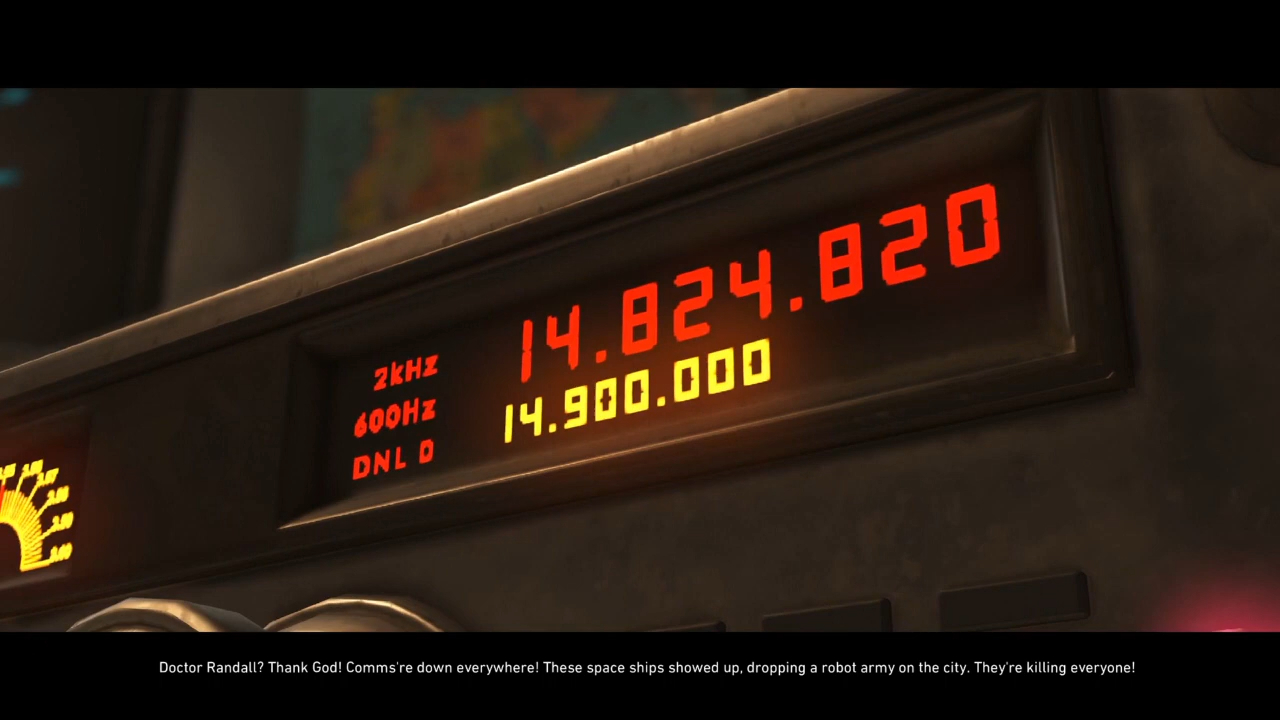 14.824.820
2kHz
14.900.000
600Hz
DNL D
Doctor Randall? Thank God! Comms're down everywhere! These space ships showed up, dropping a robot army on the city. They're killing everyone!